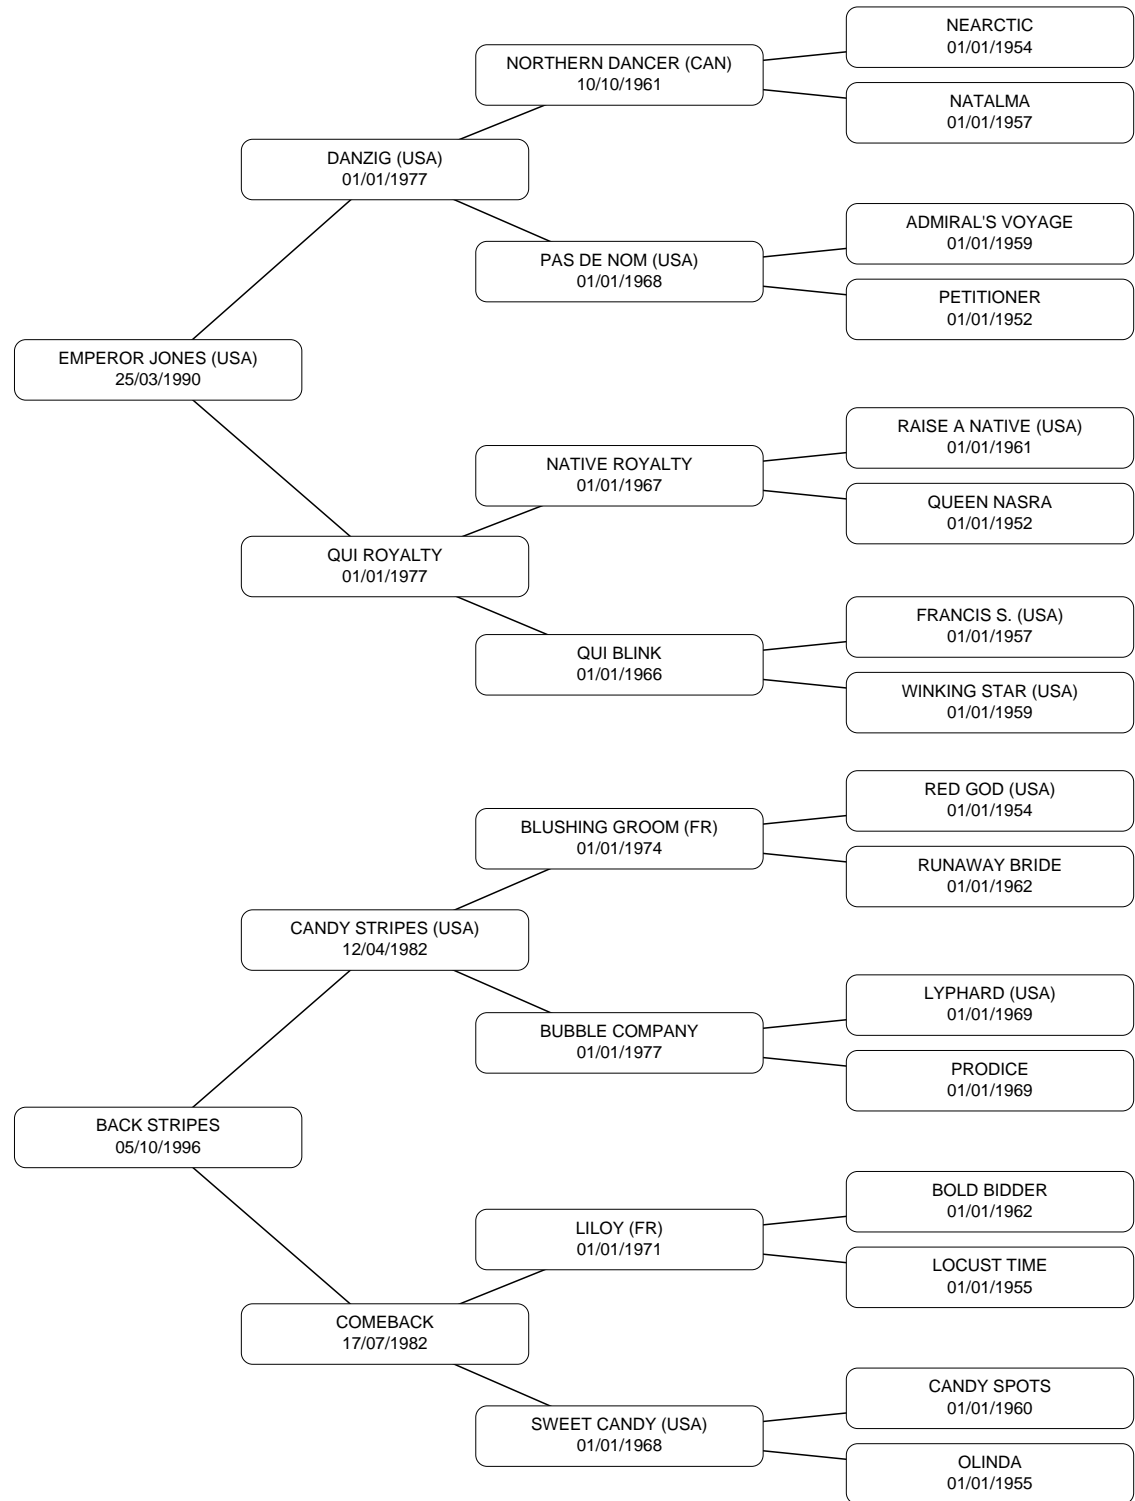 NEARCTIC
01/01/1954
NORTHERN DANCER (CAN)
10/10/1961
NATALMA
01/01/1957
DANZIG (USA)
01/01/1977
ADMIRAL'S VOYAGE
01/01/1959
PAS DE NOM (USA)
01/01/1968
PETITIONER
01/01/1952
EMPEROR JONES (USA)
25/03/1990
RAISE A NATIVE (USA)
01/01/1961
NATIVE ROYALTY
01/01/1967
QUEEN NASRA
01/01/1952
QUI ROYALTY
01/01/1977
FRANCIS S. (USA)
01/01/1957
QUI BLINK
01/01/1966
WINKING STAR (USA)
01/01/1959
RED GOD (USA)
01/01/1954
BLUSHING GROOM (FR)
01/01/1974
RUNAWAY BRIDE
01/01/1962
CANDY STRIPES (USA)
12/04/1982
LYPHARD (USA)
01/01/1969
BUBBLE COMPANY
01/01/1977
PRODICE
01/01/1969
BACK STRIPES
05/10/1996
BOLD BIDDER
01/01/1962
LILOY (FR)
01/01/1971
LOCUST TIME
01/01/1955
COMEBACK
17/07/1982
CANDY SPOTS
01/01/1960
SWEET CANDY (USA)
01/01/1968
OLINDA
01/01/1955